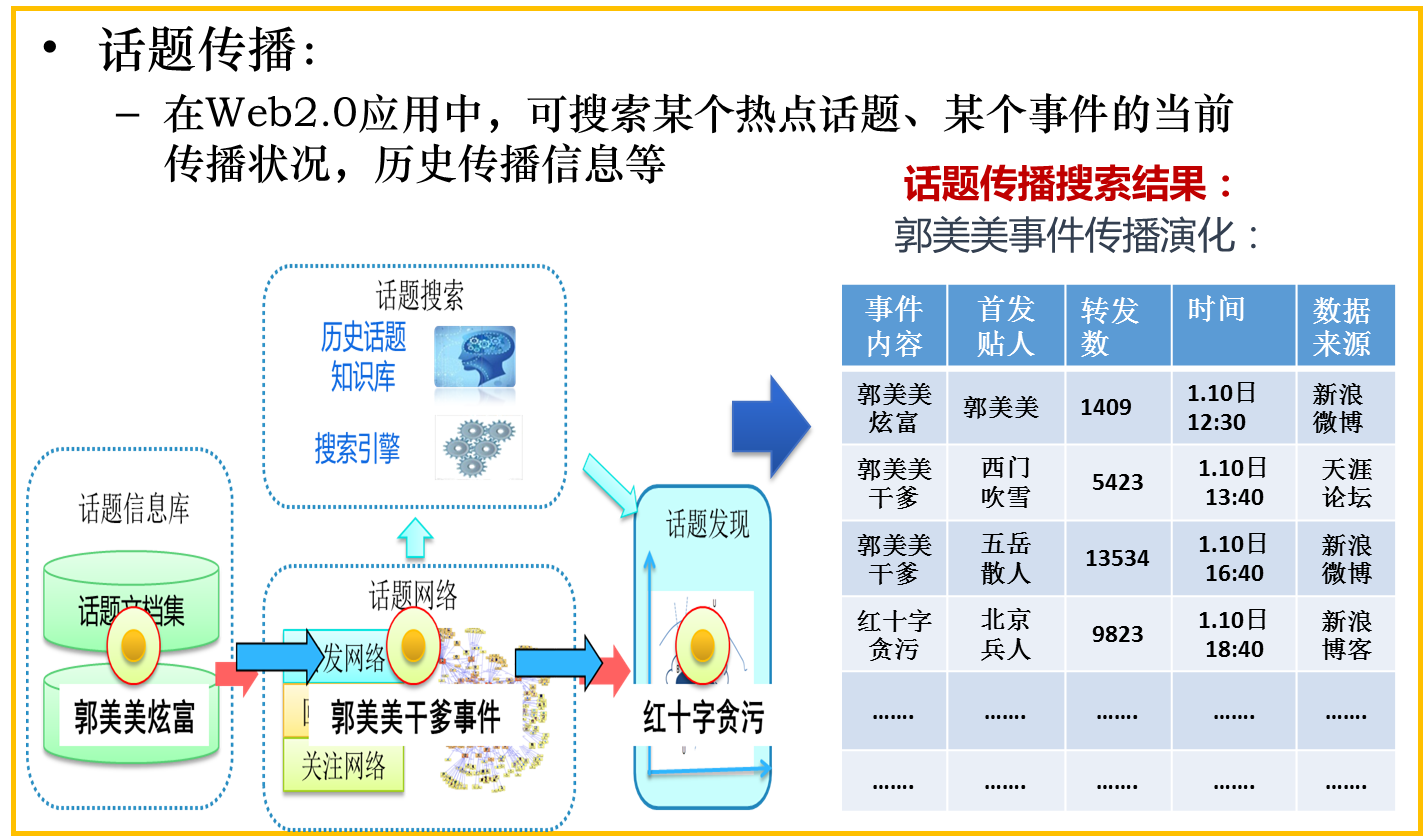 • 话题传播：
– 在Web2.0应用中，可搜索某个热点话题、某个事件的当前
传播状况，历史传播信息等
话题传播搜索结果：
郭美美事件传播演化：
话题搜索
历史话题
知识库
搜索引擎
话题信息库
话题文档集
郭美美炫富
话题网络
发网络
郭美美干爹事件
关注网络
话题发现
红十字贪污
事件内容 首发贴人 转发数 时间 数据来源
郭美美炫富 郭美美 1409 1.10日 12:30 新浪微博
郭美美干爹 西门吹雪 5423 1.10日 13:40 天涯论坛
郭美美干爹 五岳散人 13534 1.10日 16:40 新浪微博
红十字贪污 北京兵人 9823 1.10日 18:40 新浪博客
……. ……. ……. ……. …….
……. ……. ……. ……. …….